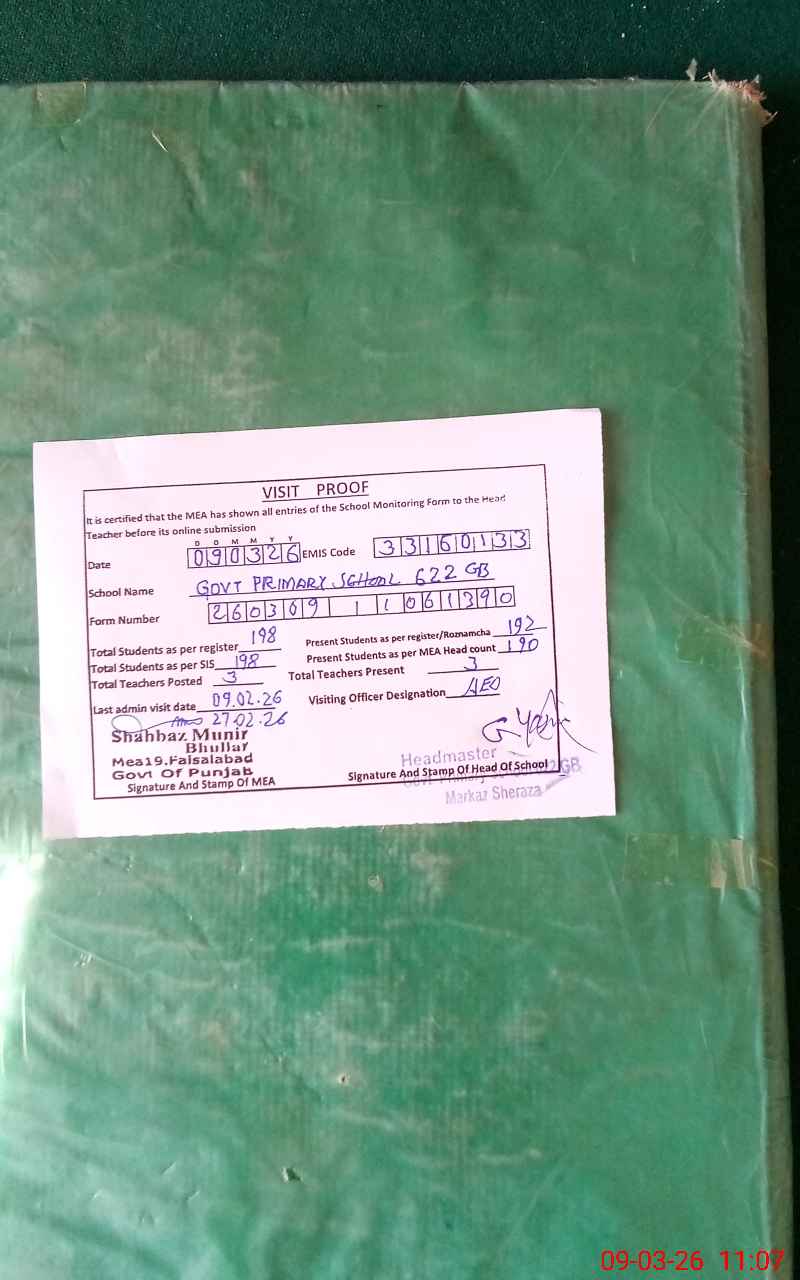 VISIT PROOF
It is certified that the MEA has shown all entries of the School Monitoring Form to the Head
Teacher before its online submission
D D M M Y Y
Date 090326 EMIS Code 33160133
School Name GOVT PRIMARY SCHOOL 622 GB
Form Number 260309 1 1061390
Total Students as per register 198 Present Students as per register/Roznamcha 192
Total Students as per SIS 198 Present Students as per MEA Head count 190
Total Teachers Posted 3 Total Teachers Present 3
Last admin visit date 09.02.26 Visiting Officer Designation AEO
27.02.26
Shahbaz Munir
Bhullar
Mea19.Faisalabad
Govt Of Punjab
Signature And Stamp Of MEA
Headmaster
Signature And Stamp Of Head Of School
GB
Markaz Sheraza
09-03-26 11:07